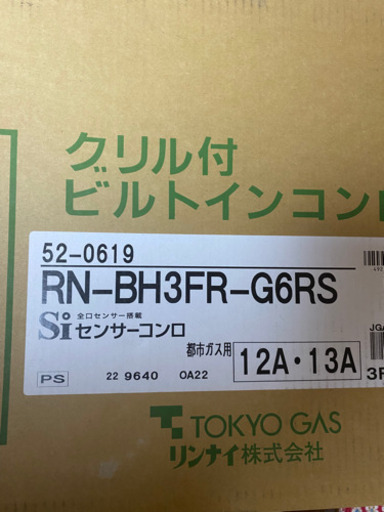 グリル付
ビルトインコンロ
52-0619
RN-BH3FR-G6RS
Si 全口センサー搭載
センサーコンロ
都市ガス用 12A・13A
PS 22 9640 OA22
TOKYO GAS
リンナイ株式会社